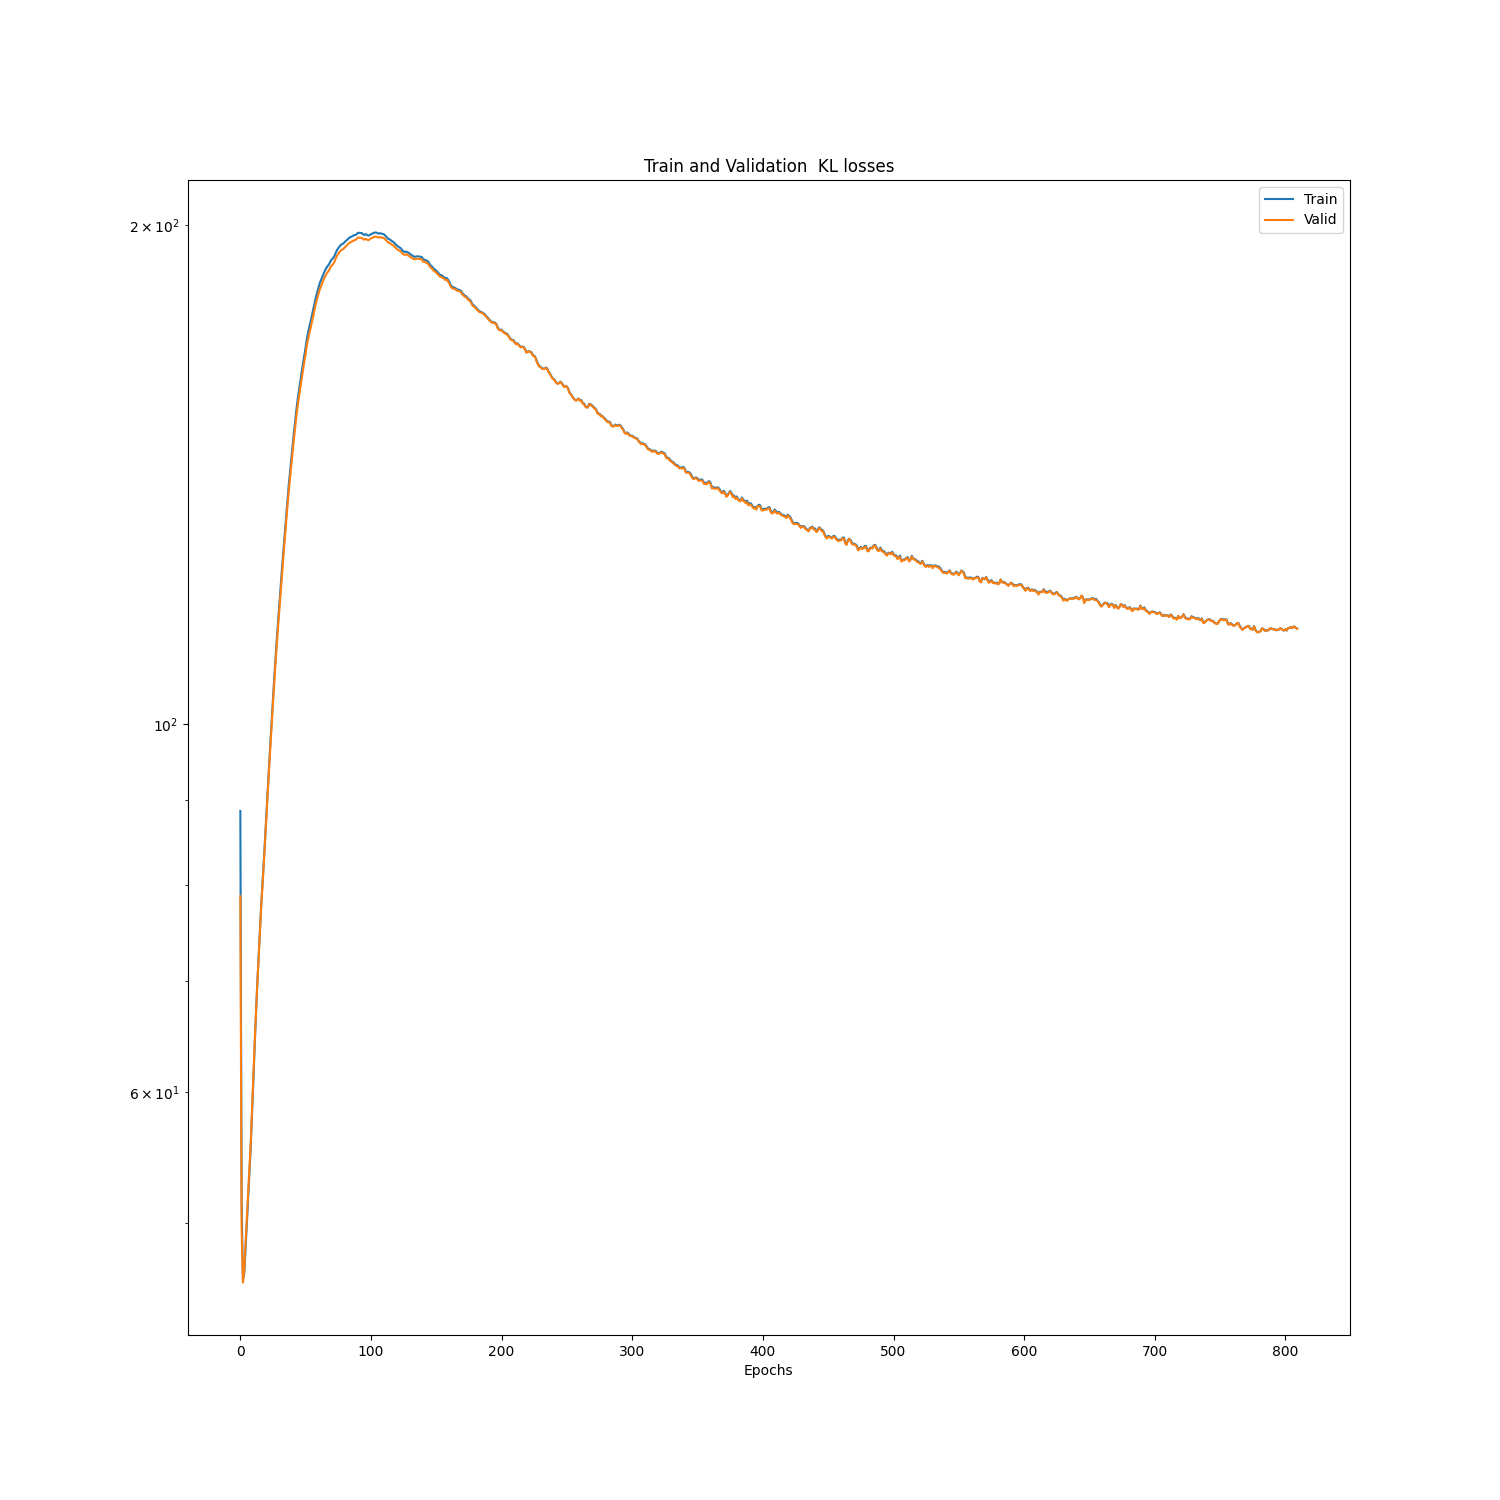 Train and Validation  KL losses
Train
Valid
2 × 10²
10²
6 × 10¹
0 100 200 300 400 500 600 700 800
Epochs